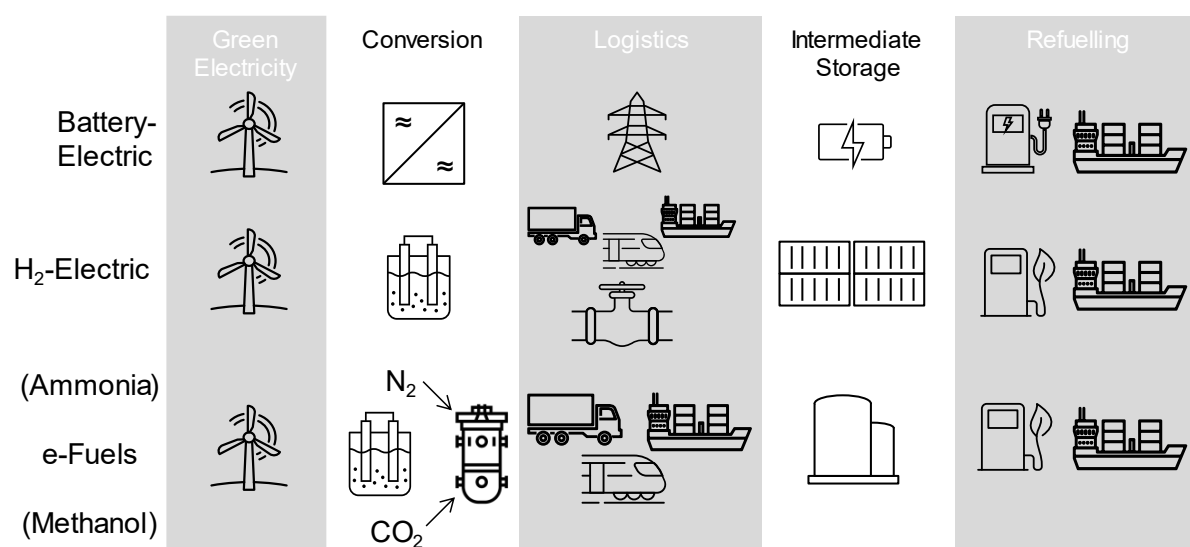 Green
Electricity
Conversion
Logistics
Intermediate
Storage
Refuelling
Battery-
Electric
≈
≈
H₂-Electric
(Ammonia)
N₂
e-Fuels
(Methanol)
CO₂